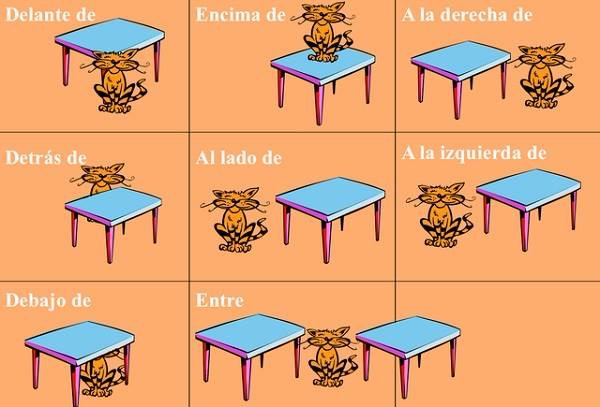 Delante de
Encima de
A la derecha de
Detrás de
Al lado de
A la izquierda de
Debajo de
Entre